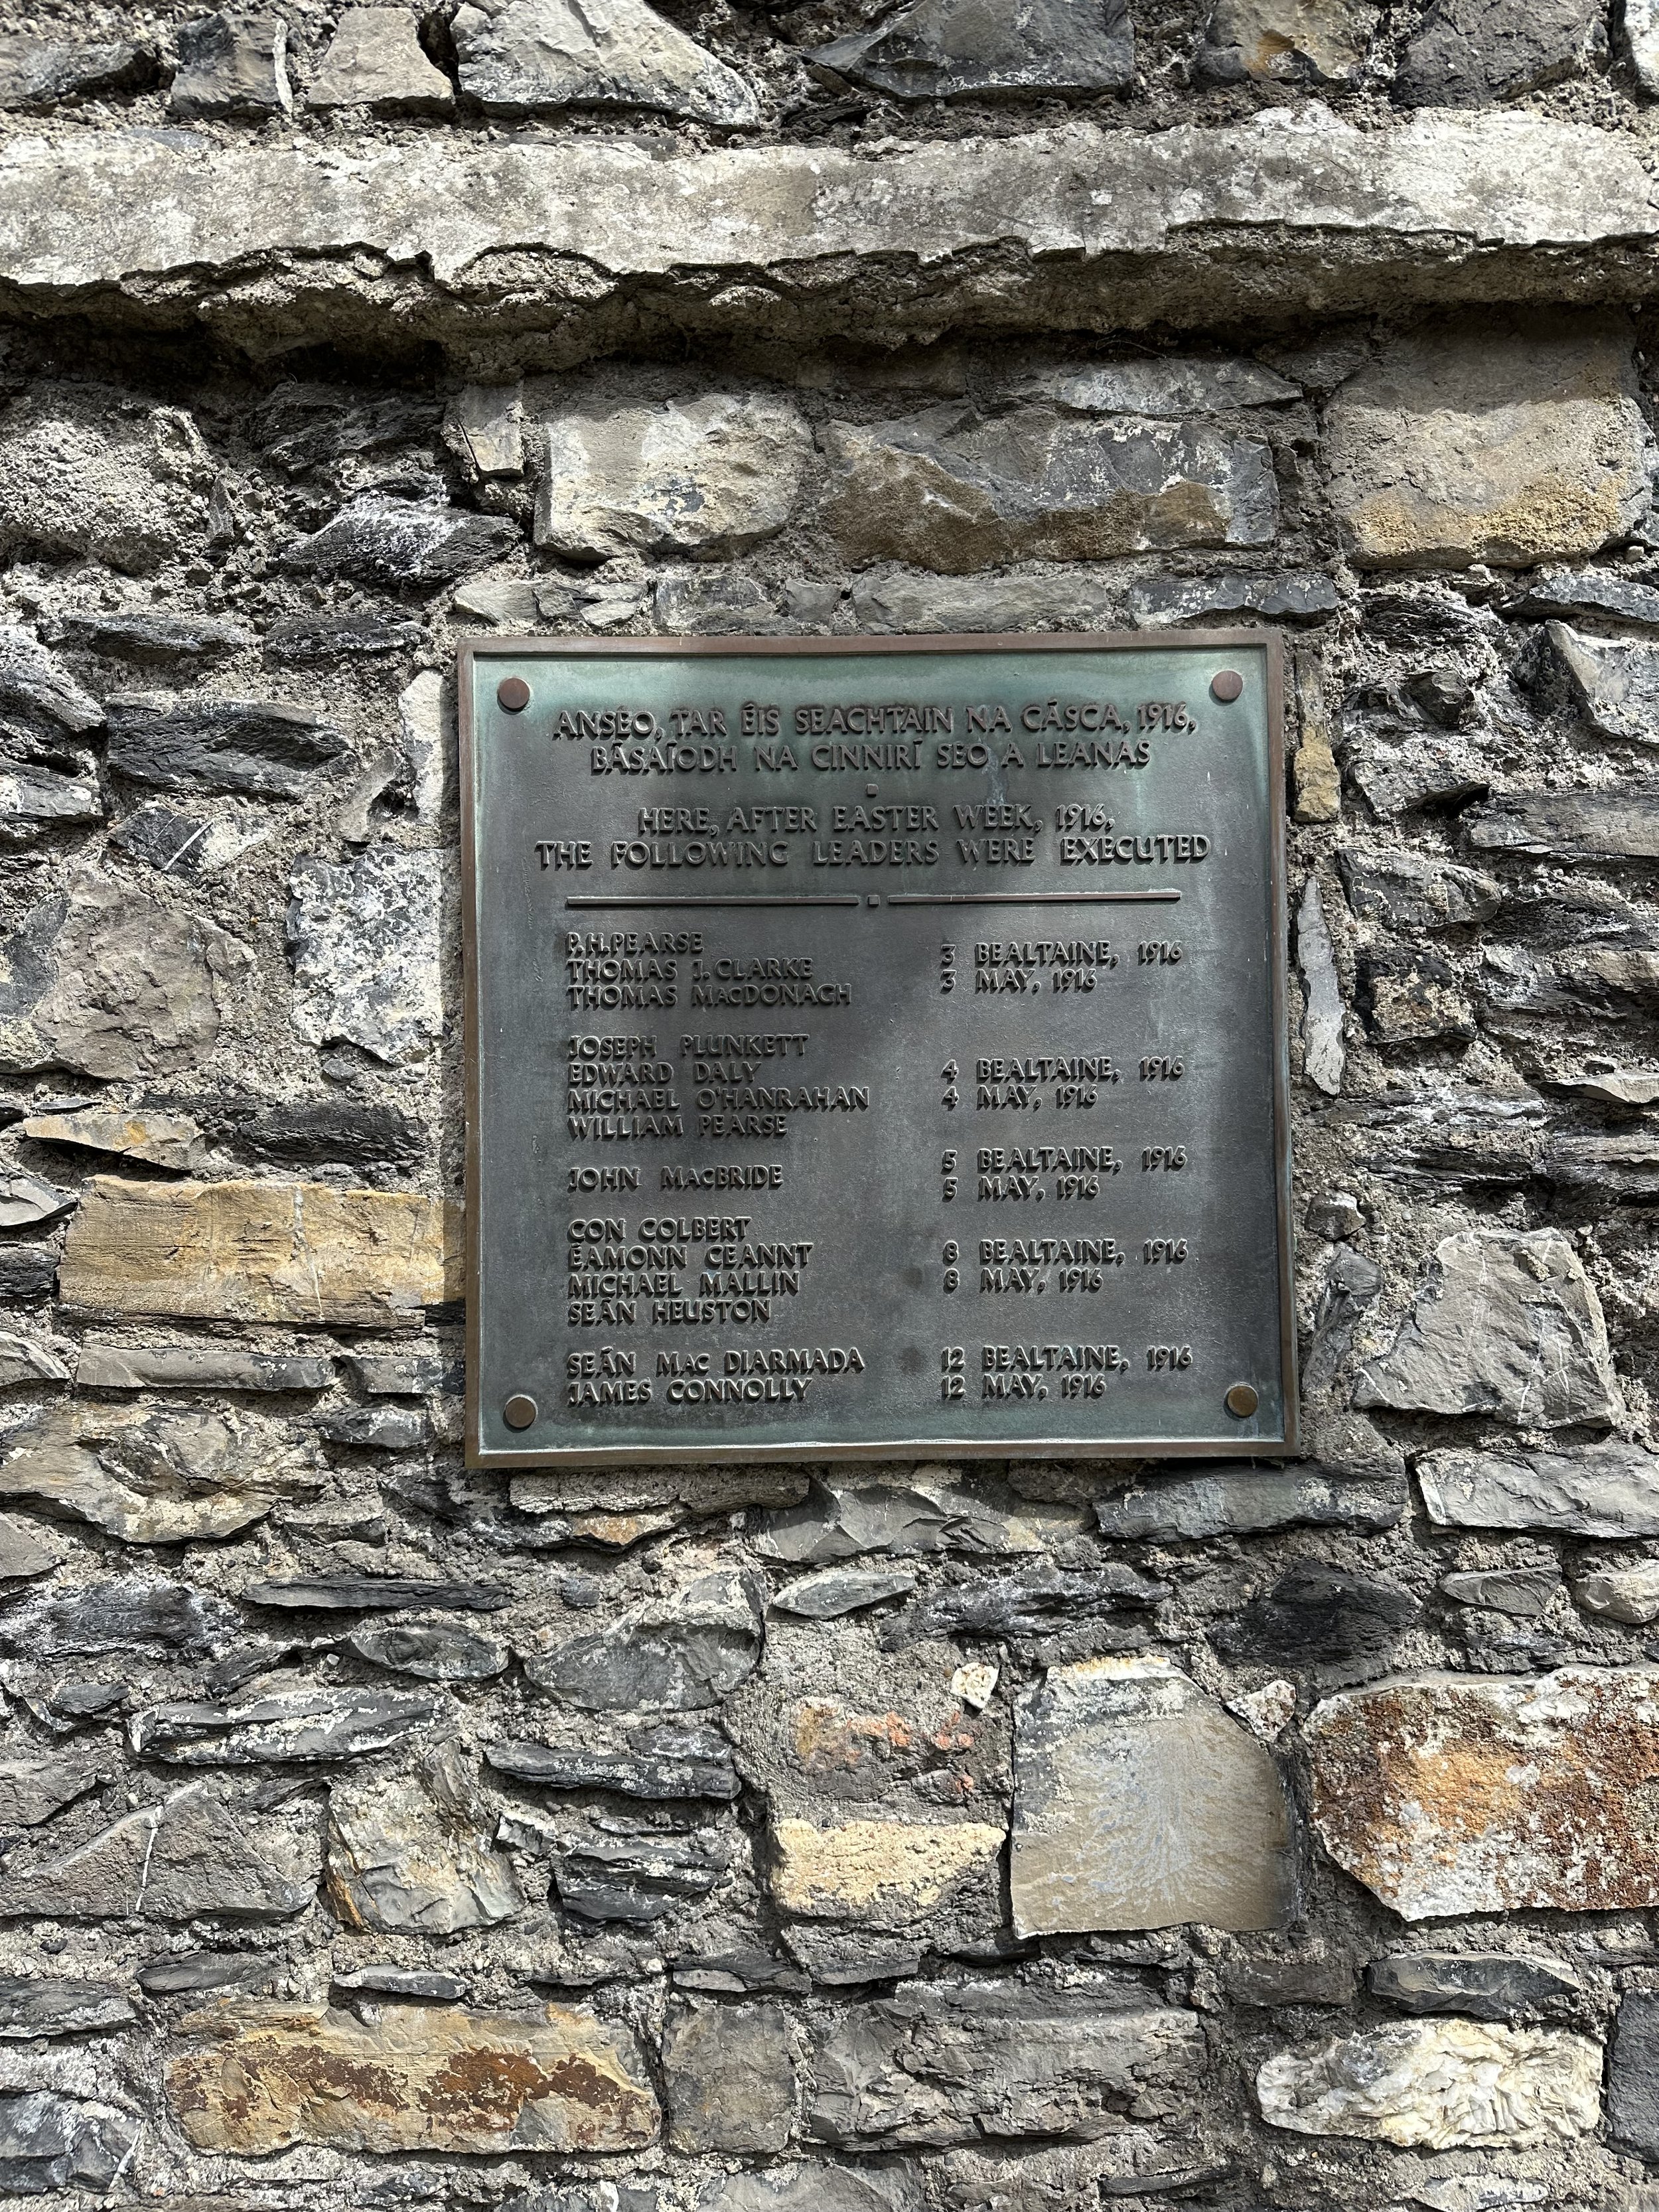 ANSEO, TAR ÉIS SEACHTAIN NA CÁSCA, 1916,
BÁSAÍODH NA CINNIRÍ SEO A LEANAS
HERE, AFTER EASTER WEEK, 1916,
THE FOLLOWING LEADERS WERE EXECUTED
P.H.PEARSE
THOMAS J. CLARKE
THOMAS MACDONAGH
3 BEALTAINE, 1916
3 MAY, 1916
JOSEPH PLUNKETT
EDWARD DALY
MICHAEL O'HANRAHAN
WILLIAM PEARSE
4 BEALTAINE, 1916
4 MAY, 1916
JOHN MACBRIDE
5 BEALTAINE, 1916
5 MAY, 1916
CON COLBERT
ÉAMONN CEANNT
MICHAEL MALLIN
SEÁN HEUSTON
8 BEALTAINE, 1916
8 MAY, 1916
SEÁN MAC DIARMADA
JAMES CONNOLLY
12 BEALTAINE, 1916
12 MAY, 1916